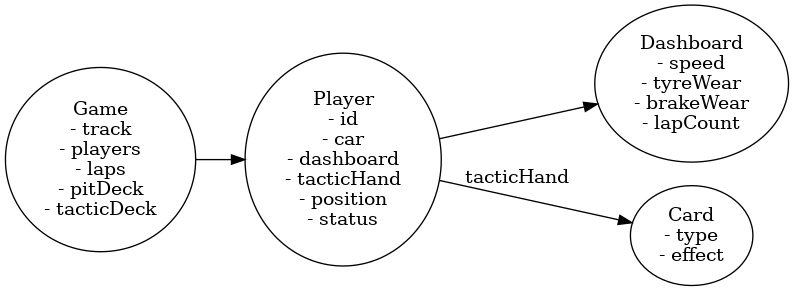 Game
- track
- players
- laps
- pitDeck
- tacticDeck
Player
- id
- car
- dashboard
- tacticHand
- position
- status
tacticHand
Dashboard
- speed
- tyreWear
- brakeWear
- lapCount
Card
- type
- effect